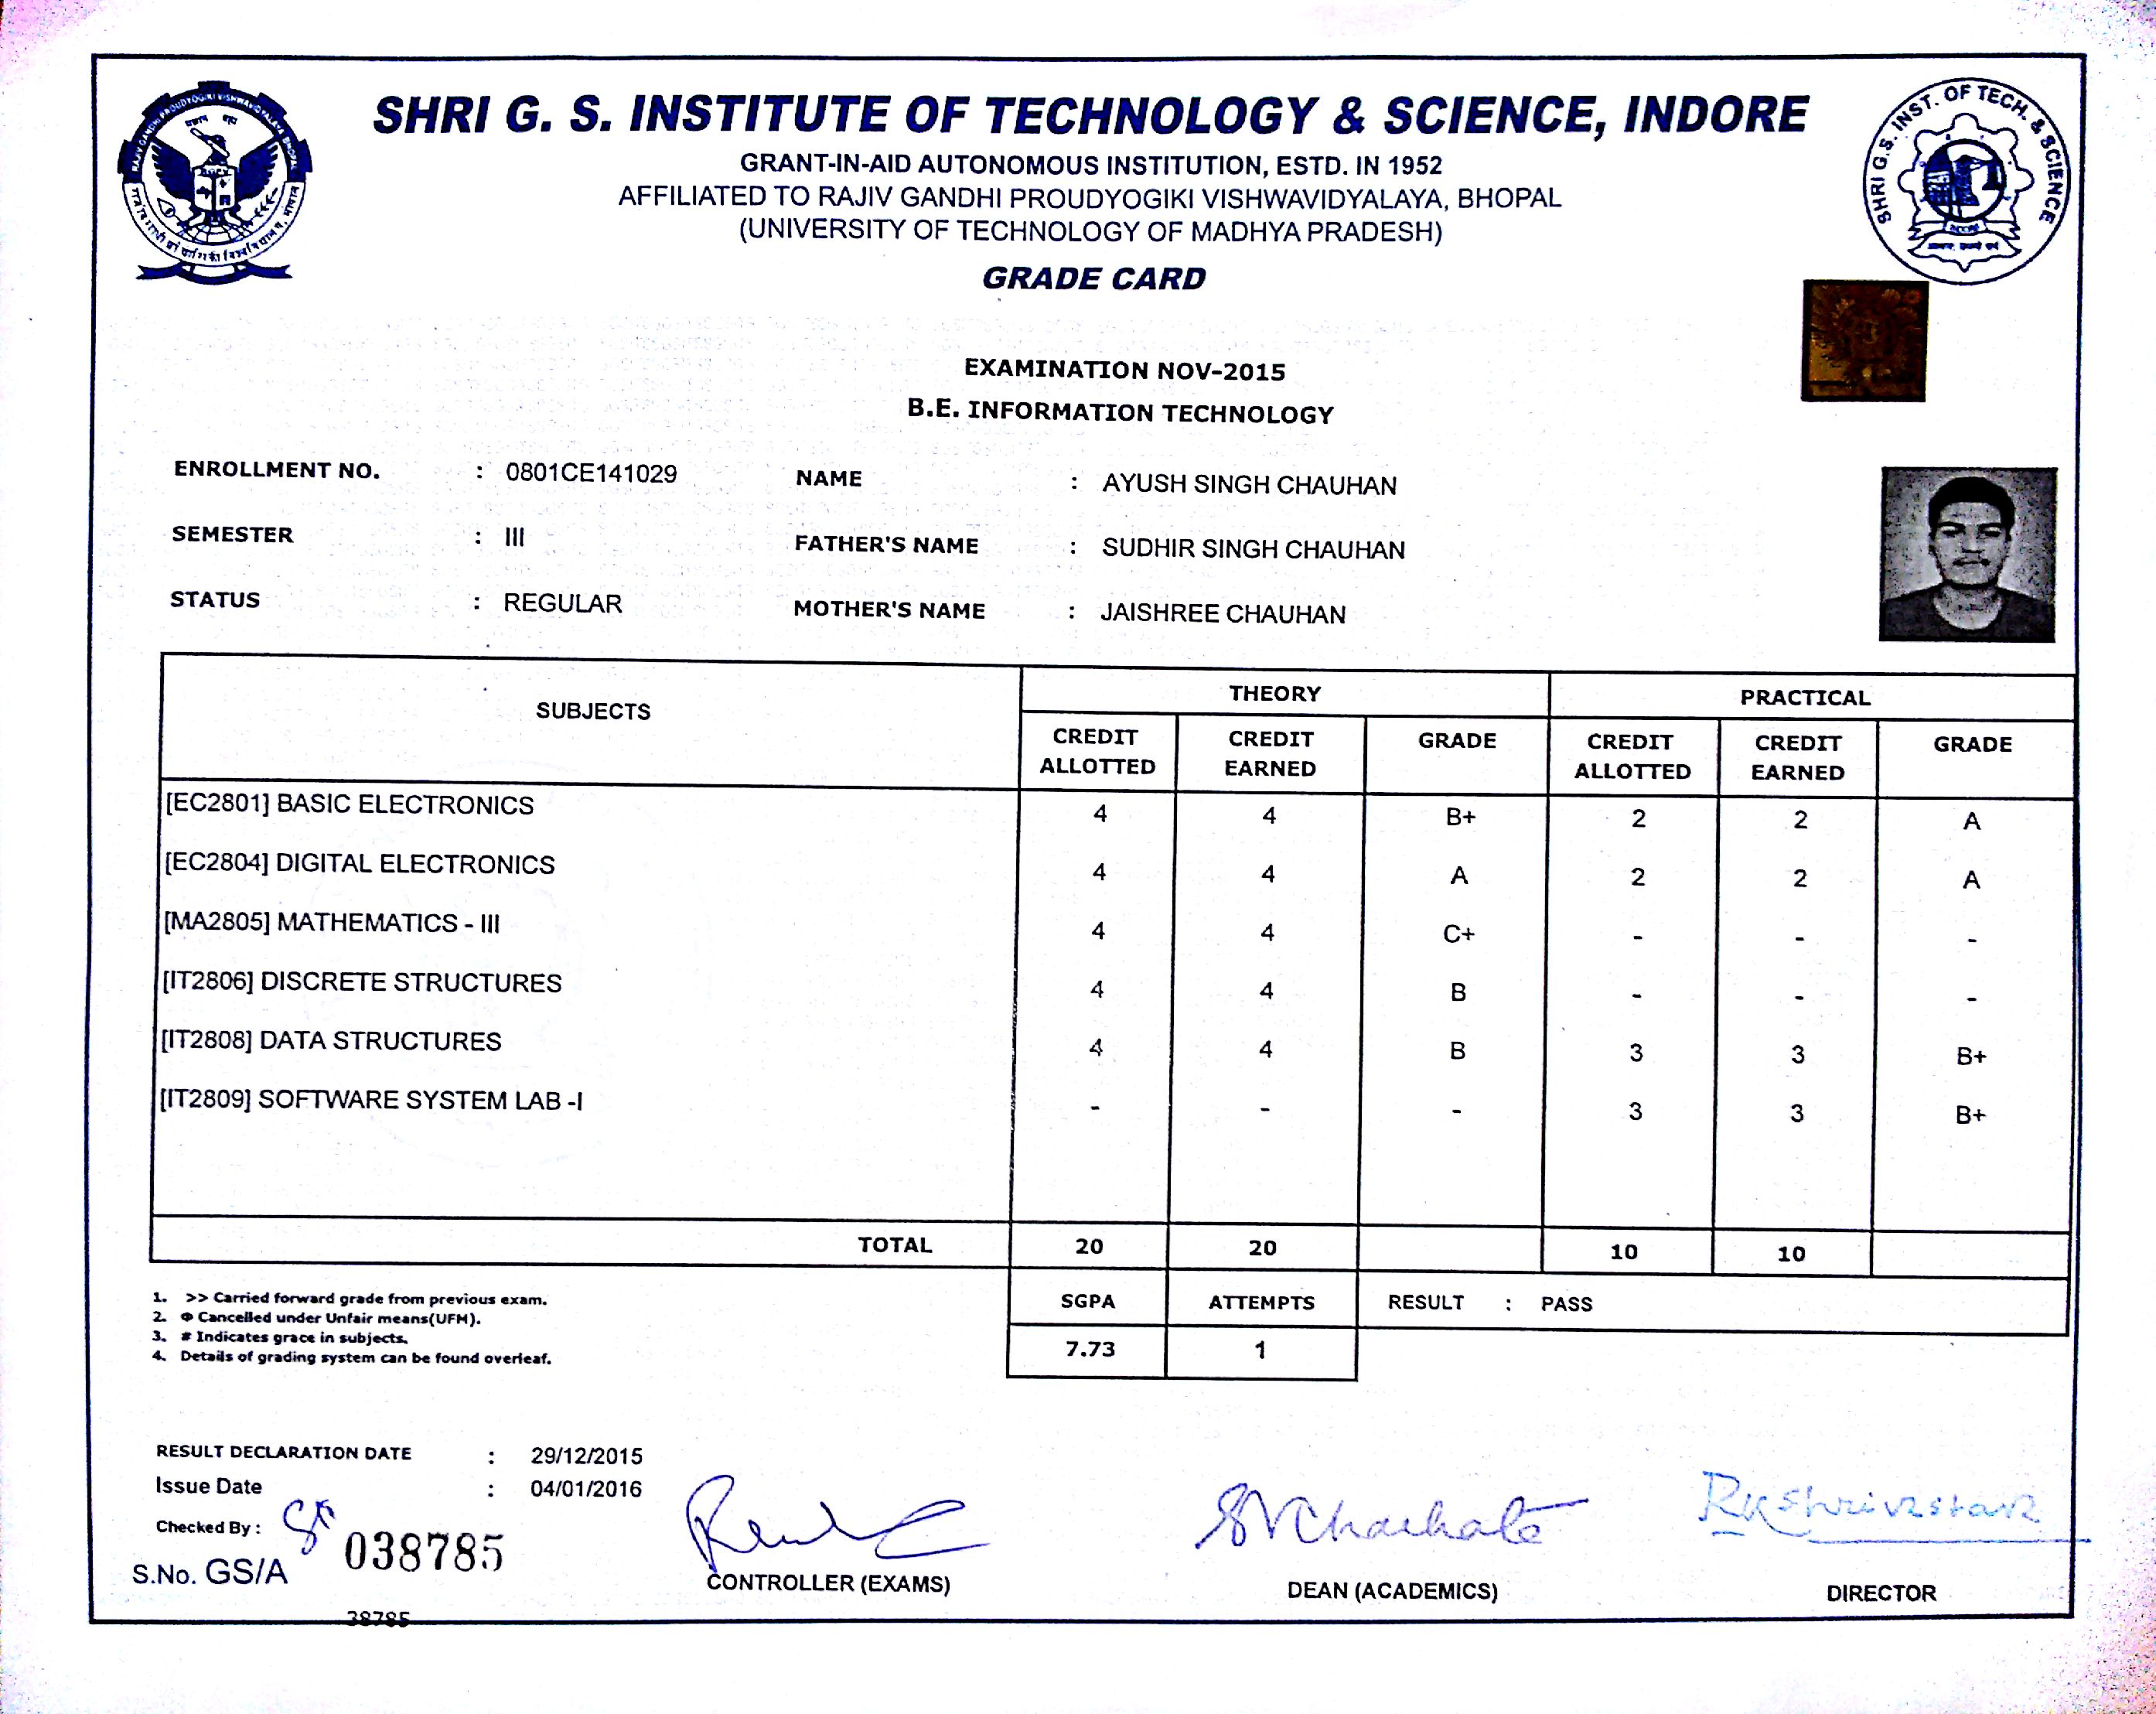 SHRI G. S. INSTITUTE OF TECHNOLOGY & SCIENCE, INDORE
GRANT-IN-AID AUTONOMOUS INSTITUTION, ESTD. IN 1952
AFFILIATED TO RAJIV GANDHI PROUDYOGIKI VISHWAVIDYALAYA, BHOPAL
(UNIVERSITY OF TECHNOLOGY OF MADHYA PRADESH)
GRADE CARD
RAJIV GANDHI PROUDYOGIKI VISHWAVIDYALAYA BHOPAL
SHRI G.S. INST. OF TECH. & SCIENCE
INDORE
EXAMINATION NOV-2015
B.E. INFORMATION TECHNOLOGY
ENROLLMENT NO. : 0801CE141029 NAME : AYUSH SINGH CHAUHAN
SEMESTER : III FATHER'S NAME : SUDHIR SINGH CHAUHAN
STATUS : REGULAR MOTHER'S NAME : JAISHREE CHAUHAN
SUBJECTS THEORY PRACTICAL
CREDIT ALLOTTED CREDIT EARNED GRADE CREDIT ALLOTTED CREDIT EARNED GRADE
[EC2801] BASIC ELECTRONICS 4 4 B+ 2 2 A
[EC2804] DIGITAL ELECTRONICS 4 4 A 2 2 A
[MA2805] MATHEMATICS - III 4 4 C+ - - -
[IT2806] DISCRETE STRUCTURES 4 4 B - - -
[IT2808] DATA STRUCTURES 4 4 B 3 3 B+
[IT2809] SOFTWARE SYSTEM LAB -I - - - 3 3 B+
TOTAL 20 20 10 10
SGPA ATTEMPTS RESULT : PASS
7.73 1
1. >> Carried forward grade from previous exam.
2. Φ Cancelled under Unfair means(UFM).
3. # Indicates grace in subjects.
4. Details of grading system can be found overleaf.
RESULT DECLARATION DATE : 29/12/2015
Issue Date : 04/01/2016
Checked By :
S.No. GS/A 038785
CONTROLLER (EXAMS)
DEAN (ACADEMICS)
RKShrivastava
DIRECTOR
38785